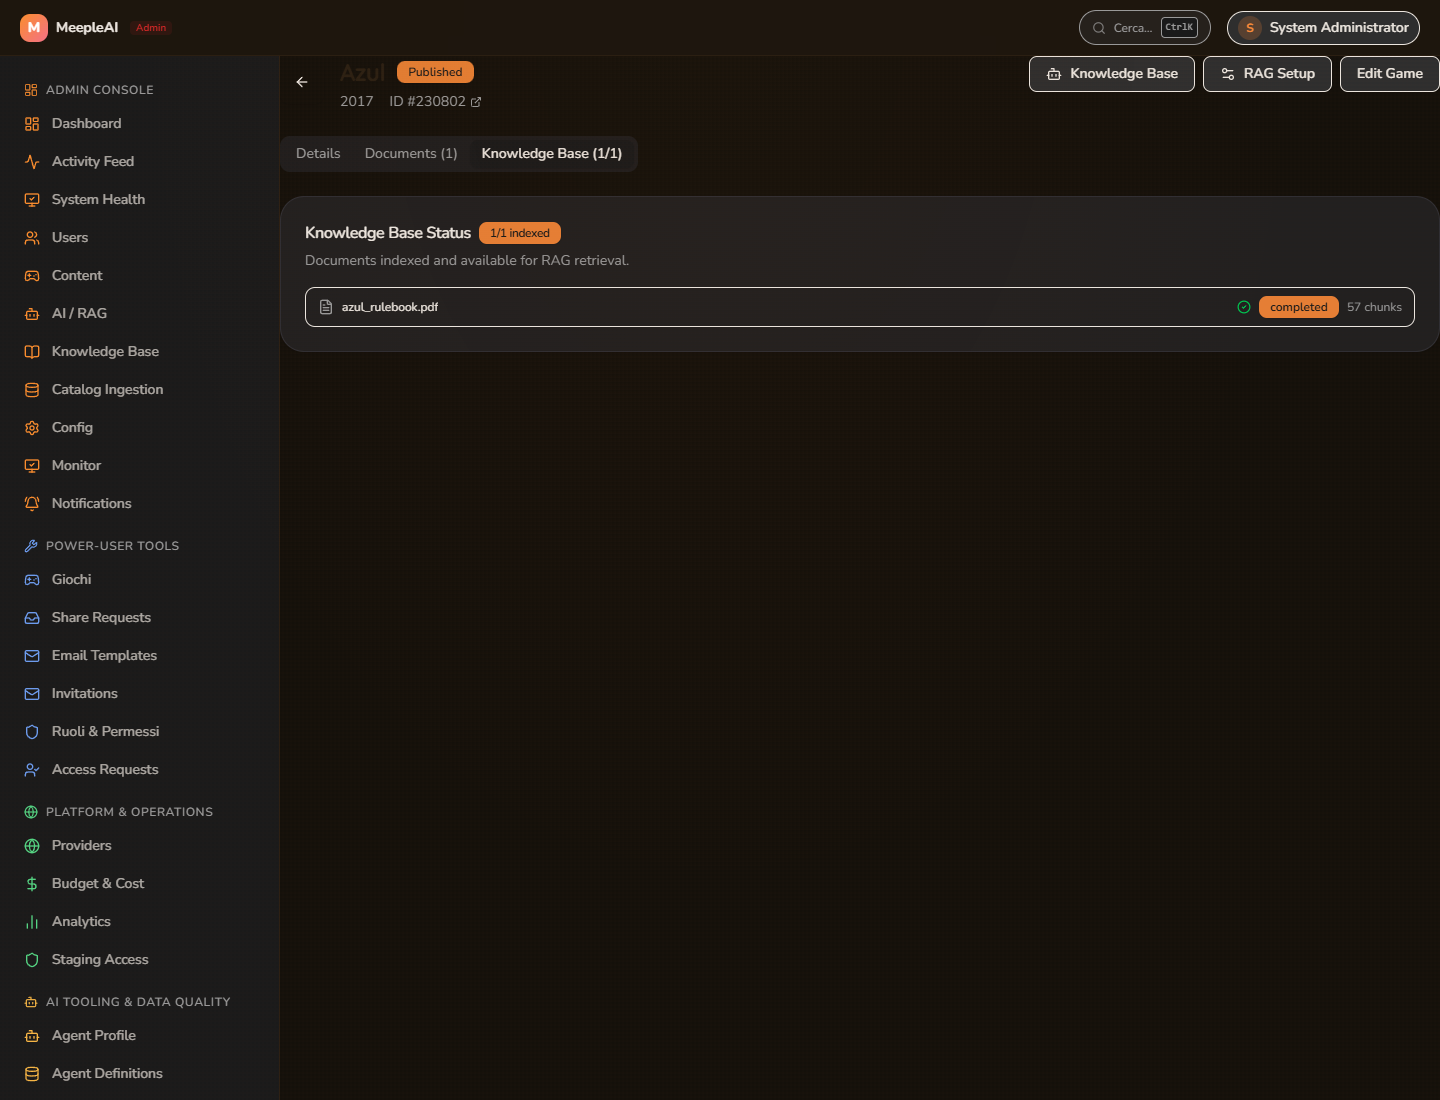 M MeepleAI Admin
Cerca... CtrlK
S System Administrator
ADMIN CONSOLE
Dashboard
Activity Feed
System Health
Users
Content
AI / RAG
Knowledge Base
Catalog Ingestion
Config
Monitor
Notifications
POWER-USER TOOLS
Giochi
Share Requests
Email Templates
Invitations
Ruoli & Permessi
Access Requests
PLATFORM & OPERATIONS
Providers
Budget & Cost
Analytics
Staging Access
AI TOOLING & DATA QUALITY
Agent Profile
Agent Definitions
Azul Published
2017 ID #230802
Knowledge Base RAG Setup Edit Game
Details Documents (1) Knowledge Base (1/1)
Knowledge Base Status 1/1 indexed
Documents indexed and available for RAG retrieval.
azul_rulebook.pdf completed 57 chunks